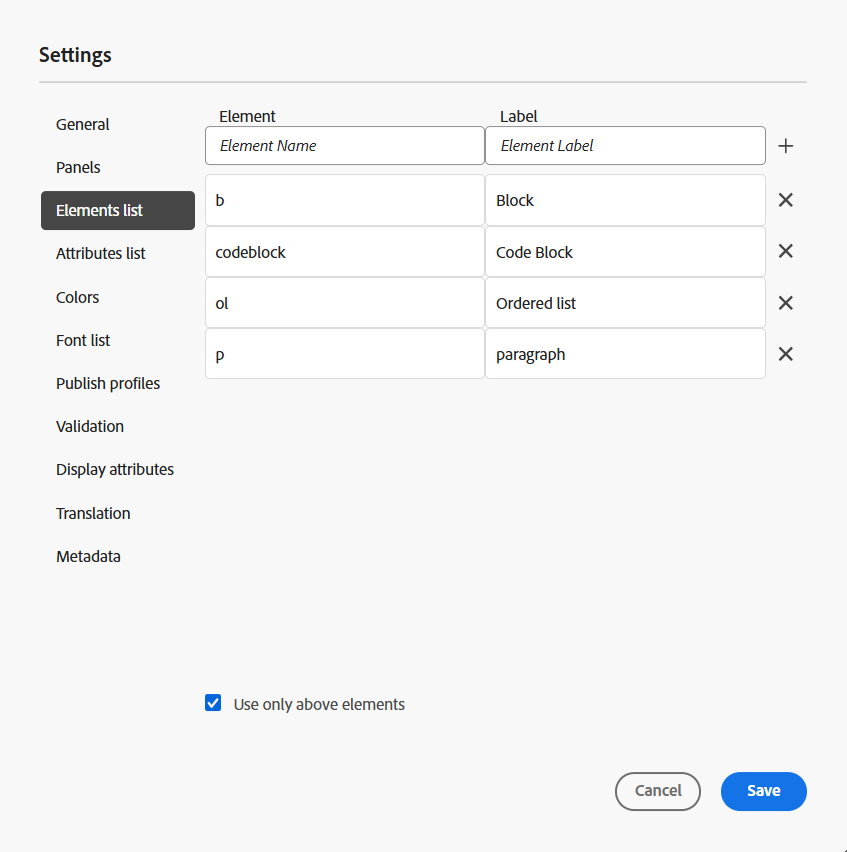 Settings
General
Panels
Elements list
Attributes list
Colors
Font list
Publish profiles
Validation
Display attributes
Translation
Metadata
Element Label
Element Name Element Label
b Block
codeblock Code Block
ol Ordered list
p paragraph
Use only above elements
Cancel Save